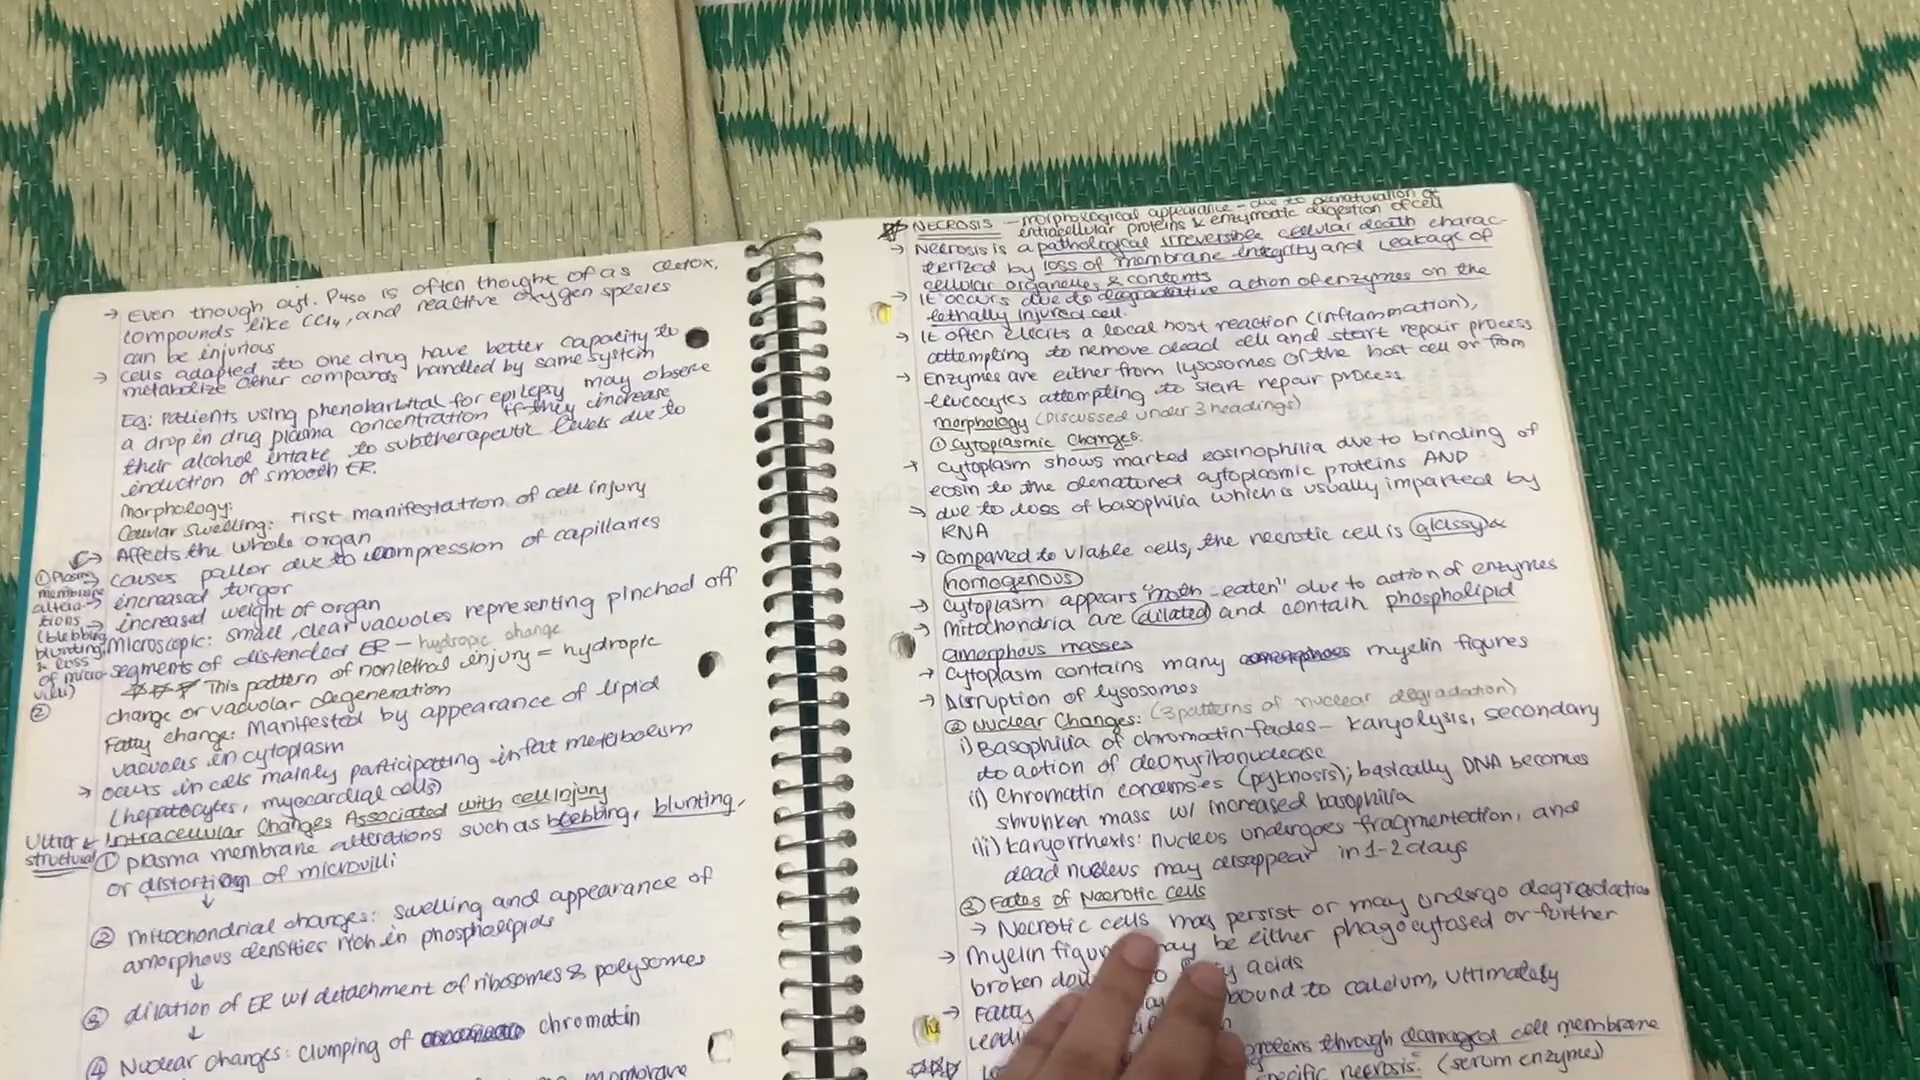 → Even though cyt. P450 is often thought of as detox,
compounds like CCl4, and reactive oxygen species
can be injurious
→ Cells adapted to one drug have better capacity to
metabolize other compounds handled by same system
Eg: Patients using phenobarbital for epilepsy may observe
a drop in drug plasma concentration if they increase
their alcohol intake to subtherapeutic levels due to
induction of smooth ER.
Morphology:
Cellular Swelling: First manifestation of cell injury
→ Affects the whole organ
→ causes pallor due to compression of capillaries
→ increased turgor
→ increased weight of organ
Microscopic: small, clear vacuoles representing pinched off
segments of distended ER – hydropic change
This pattern of nonlethal injury = hydropic
change or vacuolar degeneration
① Plasma
membrane
altera-
tions
(blebbing
blunting,
& loss
of micro-
villi)
②
Fatty change: Manifested by appearance of lipid
vacuoles in cytoplasm
→ occurs in cells mainly participating in fat metabolism
(hepatocytes, myocardial cells)
Ultra
structural
Intracellular Changes Associated with cell injury
① plasma membrane alterations such as blebbing, blunting,
or distortion of microvilli
↓
② mitochondrial changes: swelling and appearance of
amorphous densities rich in phospholipids
↓
③ dilation of ER w/ detachment of ribosomes & polysomes
↓
④ Nuclear changes: clumping of chromatin
membrane
NECROSIS – morphological appearance – due to denaturation of
intracellular proteins & enzymatic digestion of cell
→ Necrosis is a pathological irreversible cellular death charac-
terized by loss of membrane integrity and leakage of
cellular organelles & contents
→ It occurs due to degradative action of enzymes on the
lethally injured cell.
→ It often elicits a local host reaction (inflammation),
attempting to remove dead cell and start repair process
→ Enzymes are either from lysosomes of the host cell or from
leucocytes attempting to start repair process.
morphology (Discussed under 3 headings)
① Cytoplasmic Changes:
→ cytoplasm shows marked eosinophilia due to binding of
eosin to the denatured cytoplasmic proteins AND
→ due to loss of basophilia which is usually imparted by
RNA
→ compared to viable cells, the necrotic cell is glassy &
homogenous
→ cytoplasm appears "moth-eaten" due to action of enzymes
→ mitochondria are dilated and contain phospholipid
amorphous masses
→ cytoplasm contains many myelin figures
→ Disruption of lysosomes
② Nuclear Changes: (3 patterns of nuclear degradation)
i) Basophilia of chromatin fades – karyolysis, secondary
to action of deoxyribonuclease
ii) Chromatin condenses (pyknosis); basically DNA becomes
shrunken mass w/ increased basophilia
iii) karyorrhexis: nucleus undergoes fragmentation, and
dead nucleus may disappear in 1-2 days
③ Fates of Necrotic cells
→ Necrotic cells may persist or may undergo degradation
→ Myelin figur may be either phagocytosed or further
broken dow acids
→ Fatty bound to calcium, ultimately
proteins through damaged cell membrane
necrosis. (serum enzymes)